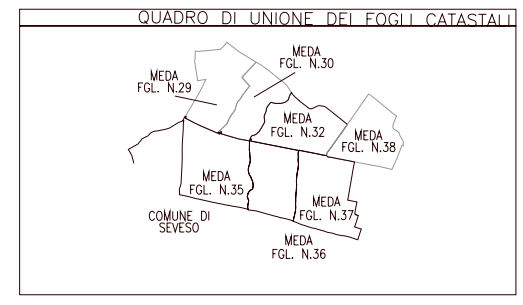 QUADRO DI UNIONE DEI FOGLI CATASTALI
MEDA
FGL. N.30
MEDA
FGL. N.29
MEDA
FGL. N.32
MEDA
FGL. N.38
MEDA
FGL. N.35
MEDA
FGL. N.37
COMUNE DI
SEVESO
MEDA
FGL. N.36